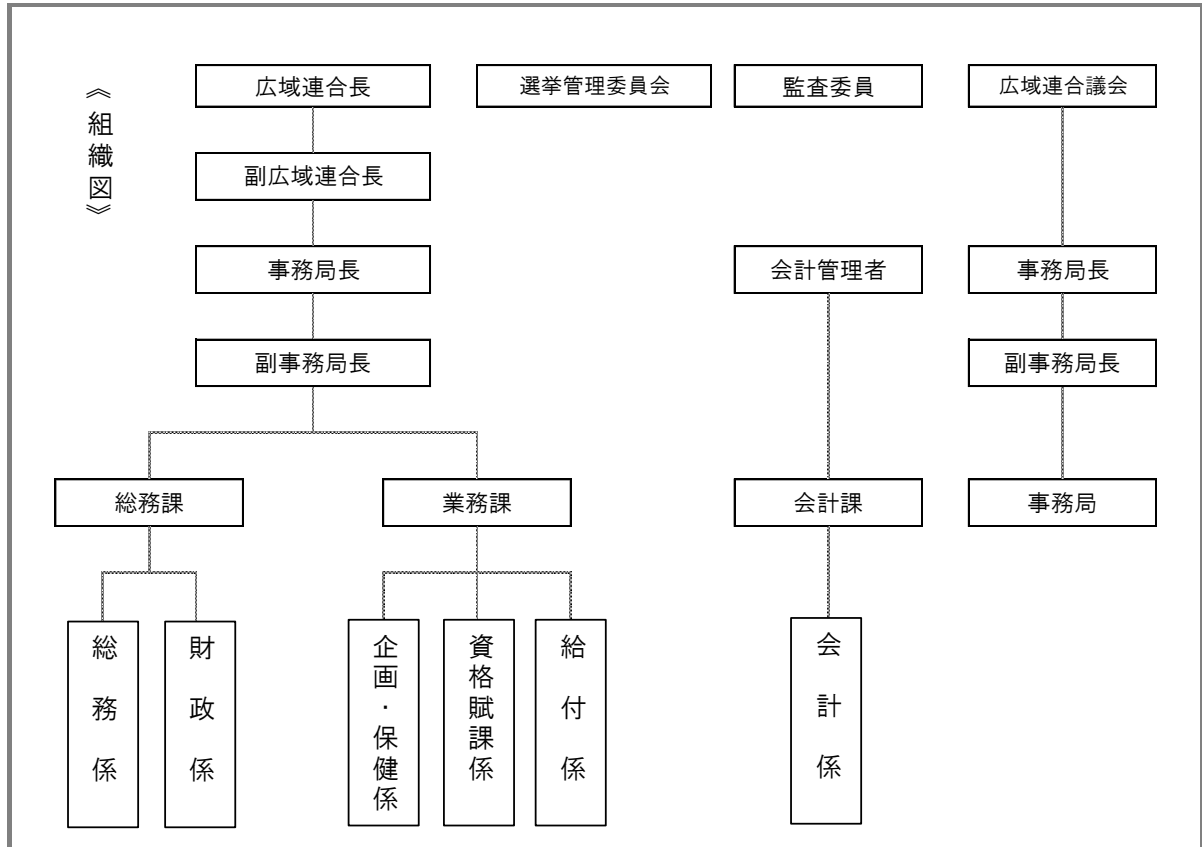 《組織図》
広域連合長
選挙管理委員会
監査委員
広域連合議会
副広域連合長
事務局長
会計管理者
事務局長
副事務局長
副事務局長
総務課
業務課
会計課
事務局
総務係
財政係
企画・保健係
資格賦課係
給付係
会計係